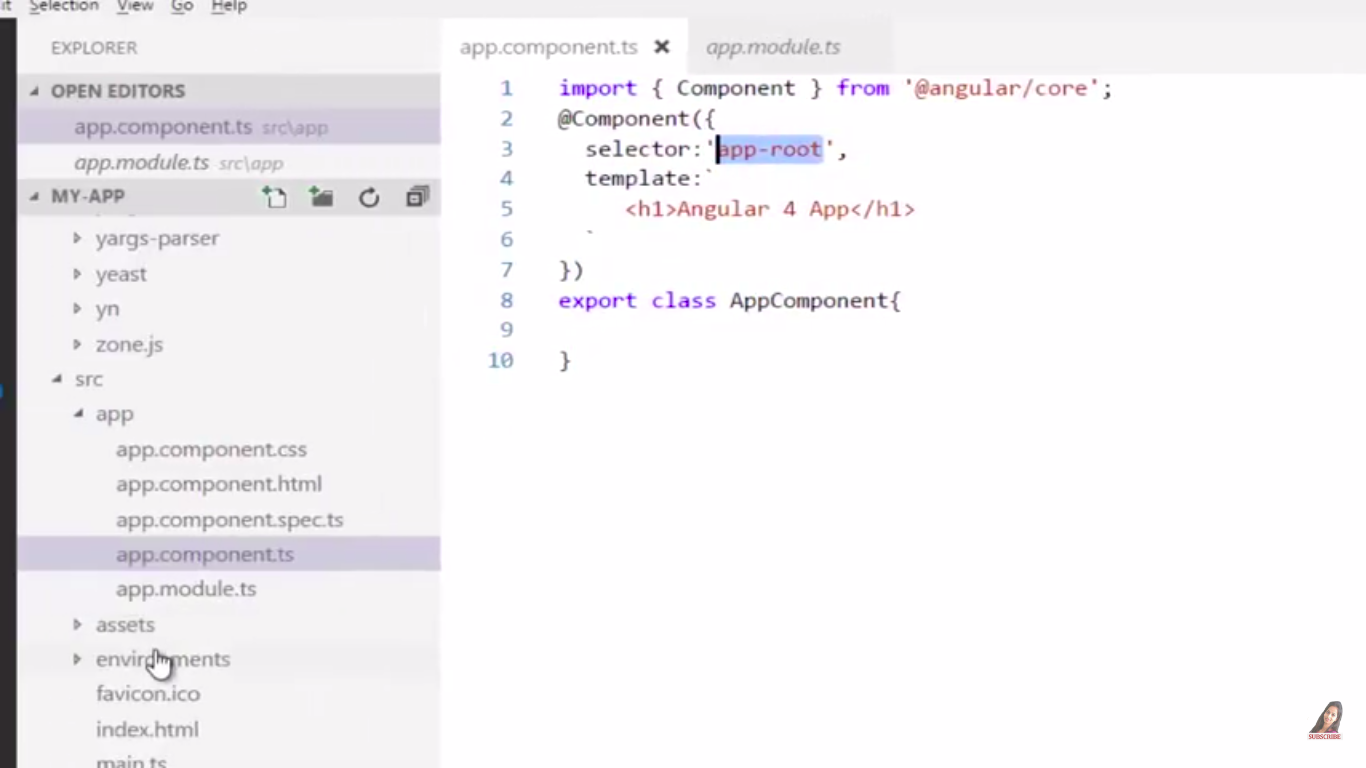 it Selection View Go Help
EXPLORER
OPEN EDITORS
app.component.ts src\app
app.module.ts src\app
MY-APP
yargs-parser
yeast
yn
zone.js
src
app
app.component.css
app.component.html
app.component.spec.ts
app.component.ts
app.module.ts
assets
favicon.ico
index.html
main.ts
app.component.ts app.module.ts
1 import { Component } from '@angular/core';
2 @Component({
3 selector:'app-root',
4 template:`
5 <h1>Angular 4 App</h1>
6 `
7 })
8 export class AppComponent{
9
10 }
SUBSCRIBE